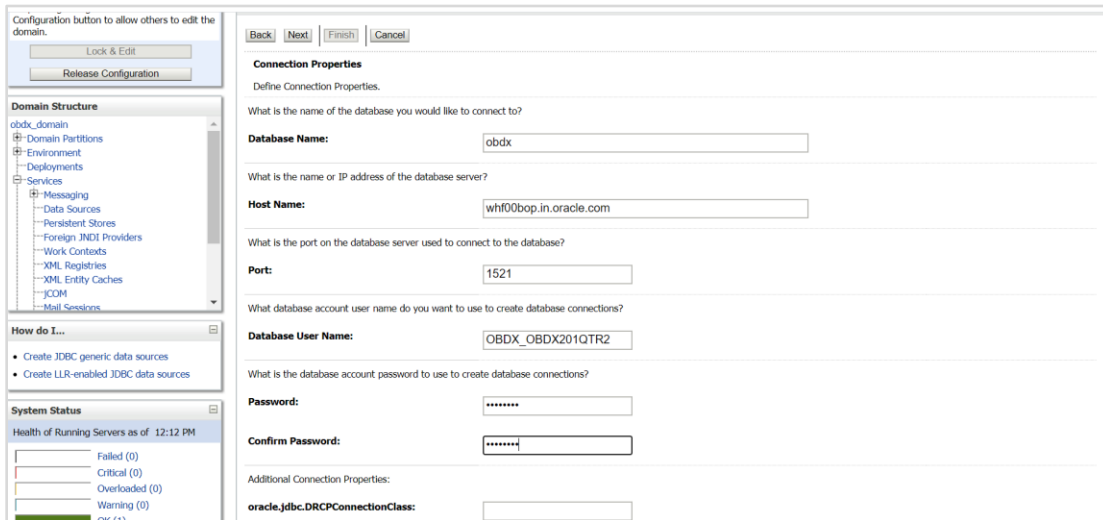 Configuration button to allow others to edit the
domain.
Lock & Edit
Release Configuration
Domain Structure
obdx_domain
Domain Partitions
Environment
Deployments
Services
Messaging
Data Sources
Persistent Stores
Foreign JNDI Providers
Work Contexts
XML Registries
XML Entity Caches
jCOM
Mail Sessions
How do I...
Create JDBC generic data sources
Create LLR-enabled JDBC data sources
System Status
Health of Running Servers as of 12:12 PM
Failed (0)
Critical (0)
Overloaded (0)
Warning (0)
OK (1)
Back Next Finish Cancel
Connection Properties
Define Connection Properties.
What is the name of the database you would like to connect to?
Database Name: obdx
What is the name or IP address of the database server?
Host Name: whf00bop.in.oracle.com
What is the port on the database server used to connect to the database?
Port: 1521
What database account user name do you want to use to create database connections?
Database User Name: OBDX_OBDX201QTR2
What is the database account password to use to create database connections?
Password: ••••••••
Confirm Password: ••••••••
Additional Connection Properties:
oracle.jdbc.DRCPConnectionClass: